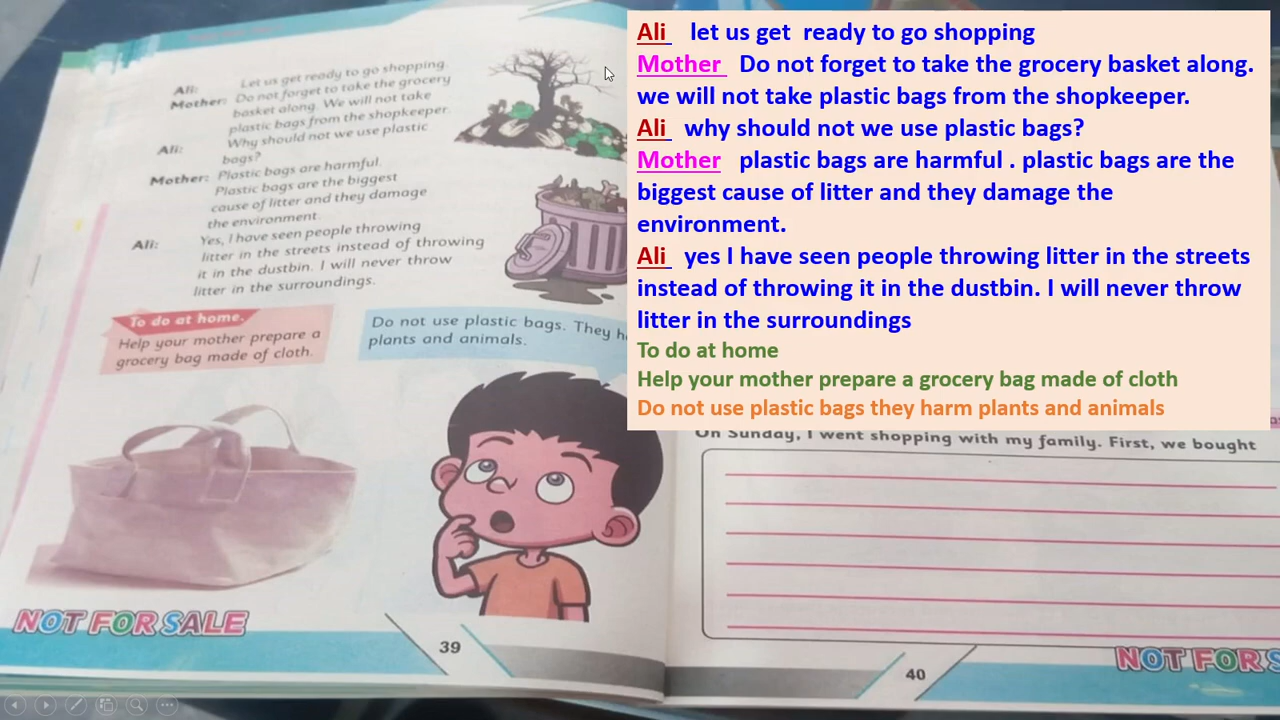 Ali: Let us get ready to go shopping
Mother: Do not forget to take the grocery
basket along. We will not take
plastic bags from the shopkeeper.
Ali: Why should not we use plastic
bags?
Mother: Plastic bags are harmful.
Plastic bags are the biggest
cause of litter and they damage
the environment.
Ali: Yes, I have seen people throwing
litter in the streets instead of throwing
it in the dustbin. I will never throw
litter in the surroundings.
To do at home.
Help your mother prepare a
grocery bag made of cloth.
Do not use plastic bags. They
plants and animals.
NOT FOR SALE
39
Ali let us get ready to go shopping
Mother Do not forget to take the grocery basket along.
we will not take plastic bags from the shopkeeper.
Ali why should not we use plastic bags?
Mother plastic bags are harmful . plastic bags are the
biggest cause of litter and they damage the
environment.
Ali yes I have seen people throwing litter in the streets
instead of throwing it in the dustbin. I will never throw
litter in the surroundings
To do at home
Help your mother prepare a grocery bag made of cloth
Do not use plastic bags they harm plants and animals
On Sunday, I went shopping with my family. First, we bought
40
NOT FOR S